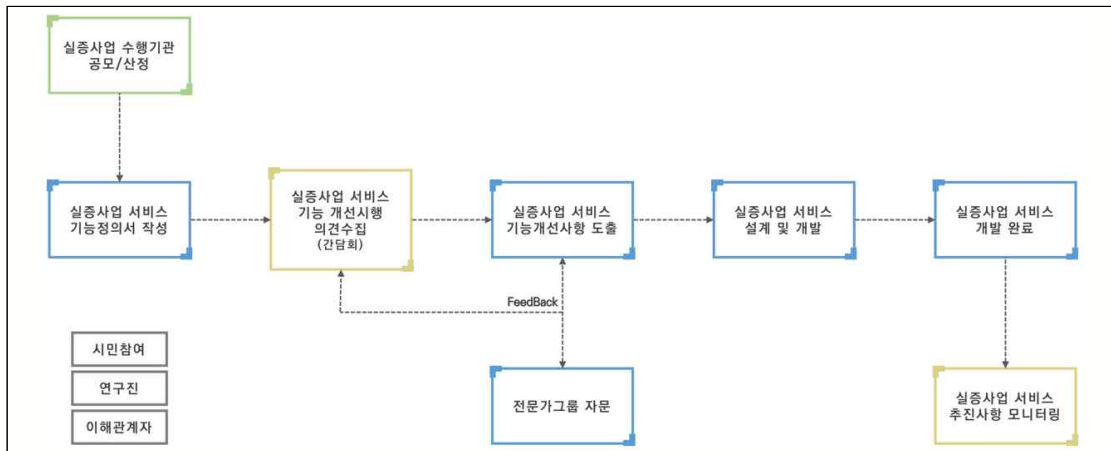 실증사업 수행기관
공모/산정
실증사업 서비스
기능정의서 작성
실증사업 서비스
기능 개선시행
의견수집
(간담회)
실증사업 서비스
기능개선사항 도출
실증사업 서비스
설계 및 개발
실증사업 서비스
개발 완료
FeedBack
시민참여
연구진
이해관계자
전문가그룹 자문
실증사업 서비스
추진사항 모니터링